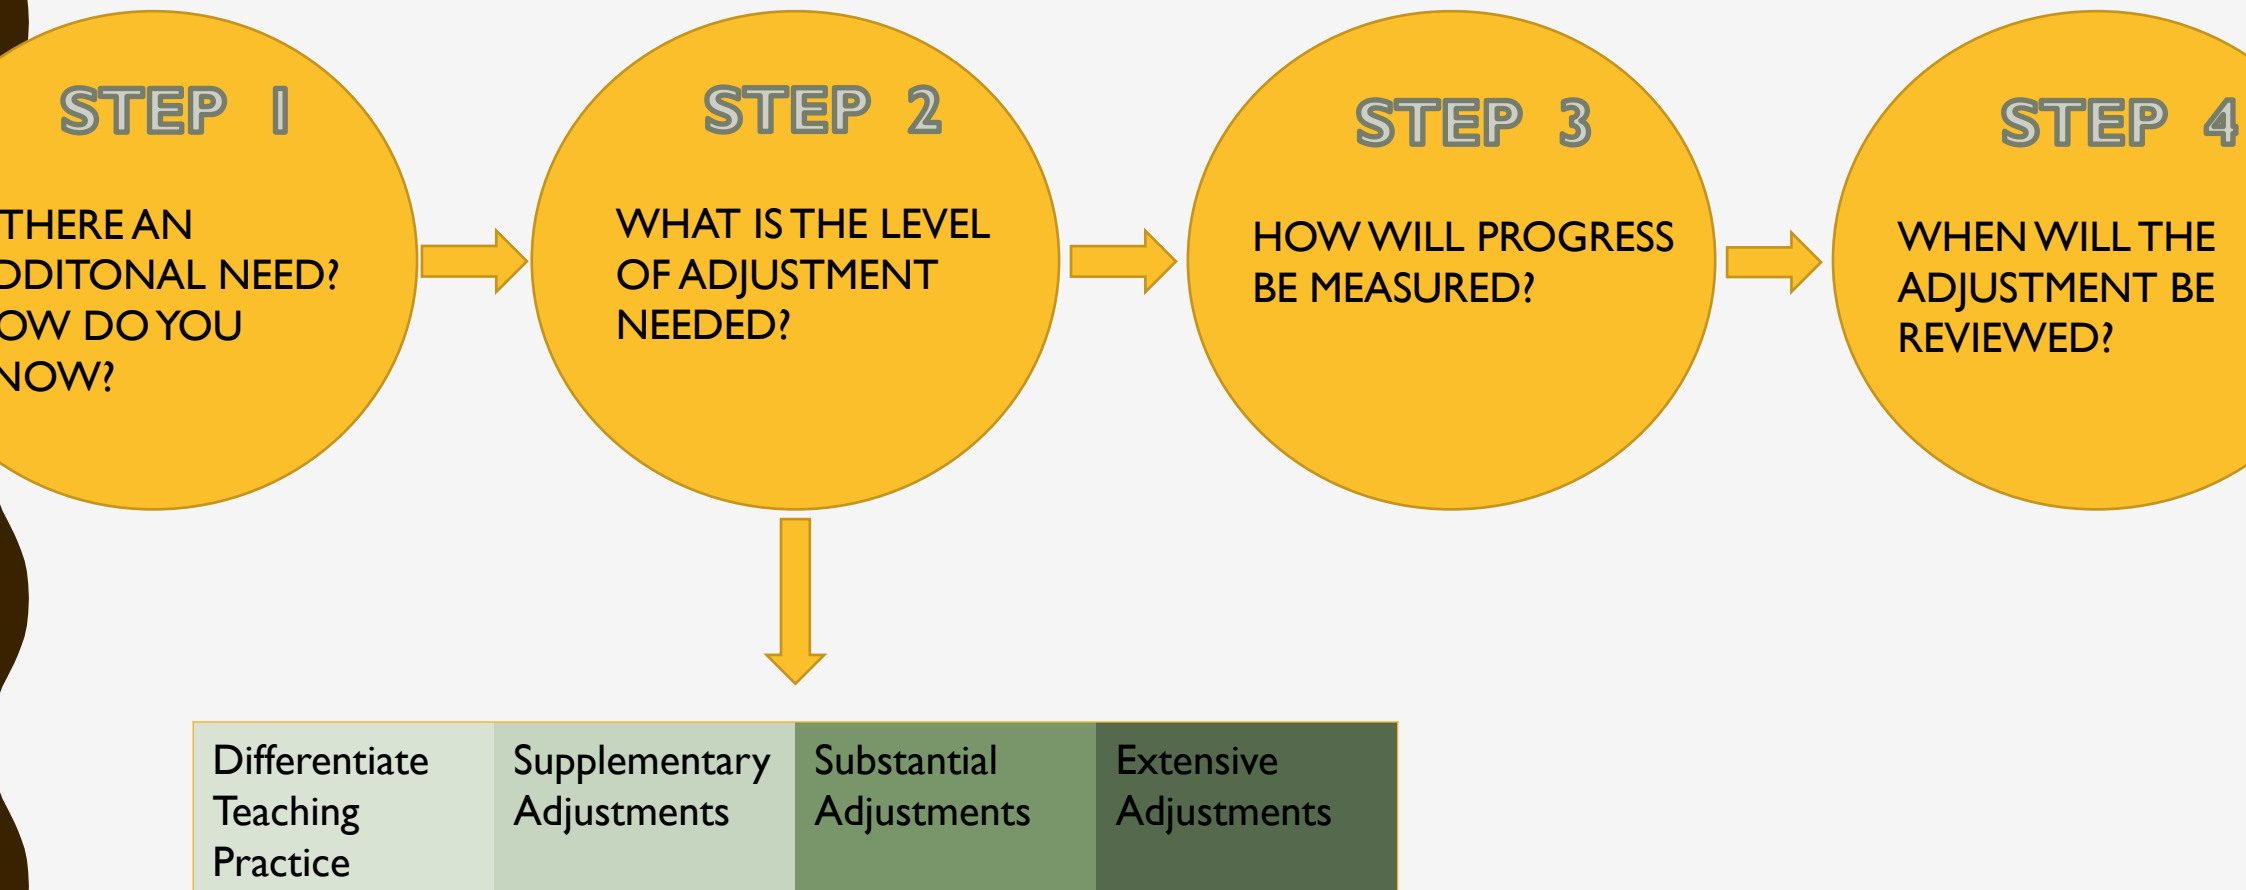 STEP 1
THERE AN
DDITONAL NEED?
OW DO YOU
NOW?
STEP 2
WHAT IS THE LEVEL
OF ADJUSTMENT
NEEDED?
STEP 3
HOW WILL PROGRESS
BE MEASURED?
STEP 4
WHEN WILL THE
ADJUSTMENT BE
REVIEWED?
Differentiate
Teaching
Practice
Supplementary
Adjustments
Substantial
Adjustments
Extensive
Adjustments